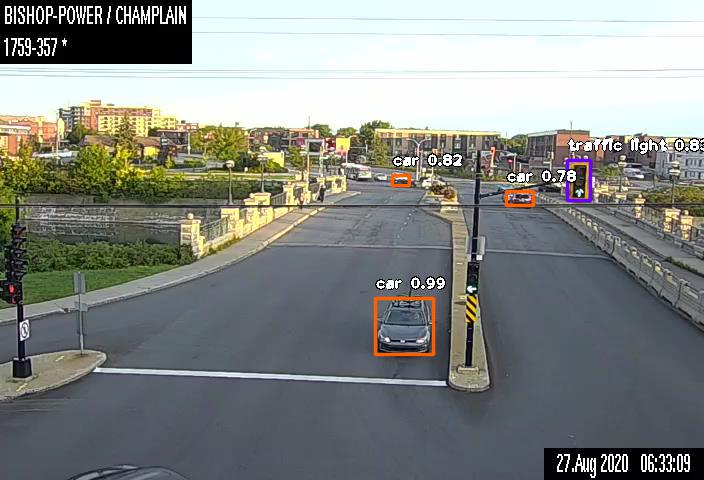 BISHOP-POWER / CHAMPLAIN
1759-357 *
traffic light 0.83
car 0.82
car 0.78
car 0.99
27.Aug 2020 06:33:09